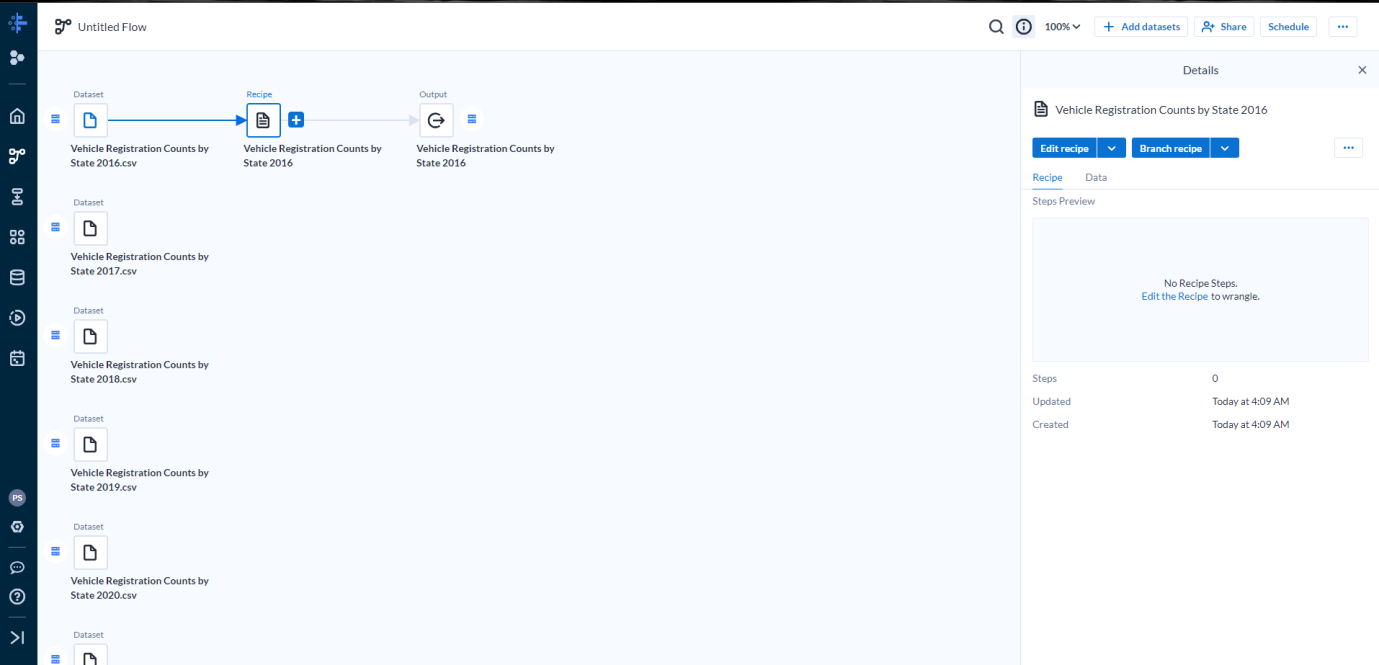 Untitled Flow
100%
Add datasets
Share
Schedule
Dataset
Vehicle Registration Counts by
State 2016.csv
Recipe
Vehicle Registration Counts by
State 2016
Output
Vehicle Registration Counts by
State 2016
Dataset
Vehicle Registration Counts by
State 2017.csv
Dataset
Vehicle Registration Counts by
State 2018.csv
Dataset
Vehicle Registration Counts by
State 2019.csv
Dataset
Vehicle Registration Counts by
State 2020.csv
Dataset
PS
Details
Vehicle Registration Counts by State 2016
Edit recipe
Branch recipe
Recipe
Data
Steps Preview
No Recipe Steps.
Edit the Recipe to wrangle.
Steps 0
Updated Today at 4:09 AM
Created Today at 4:09 AM